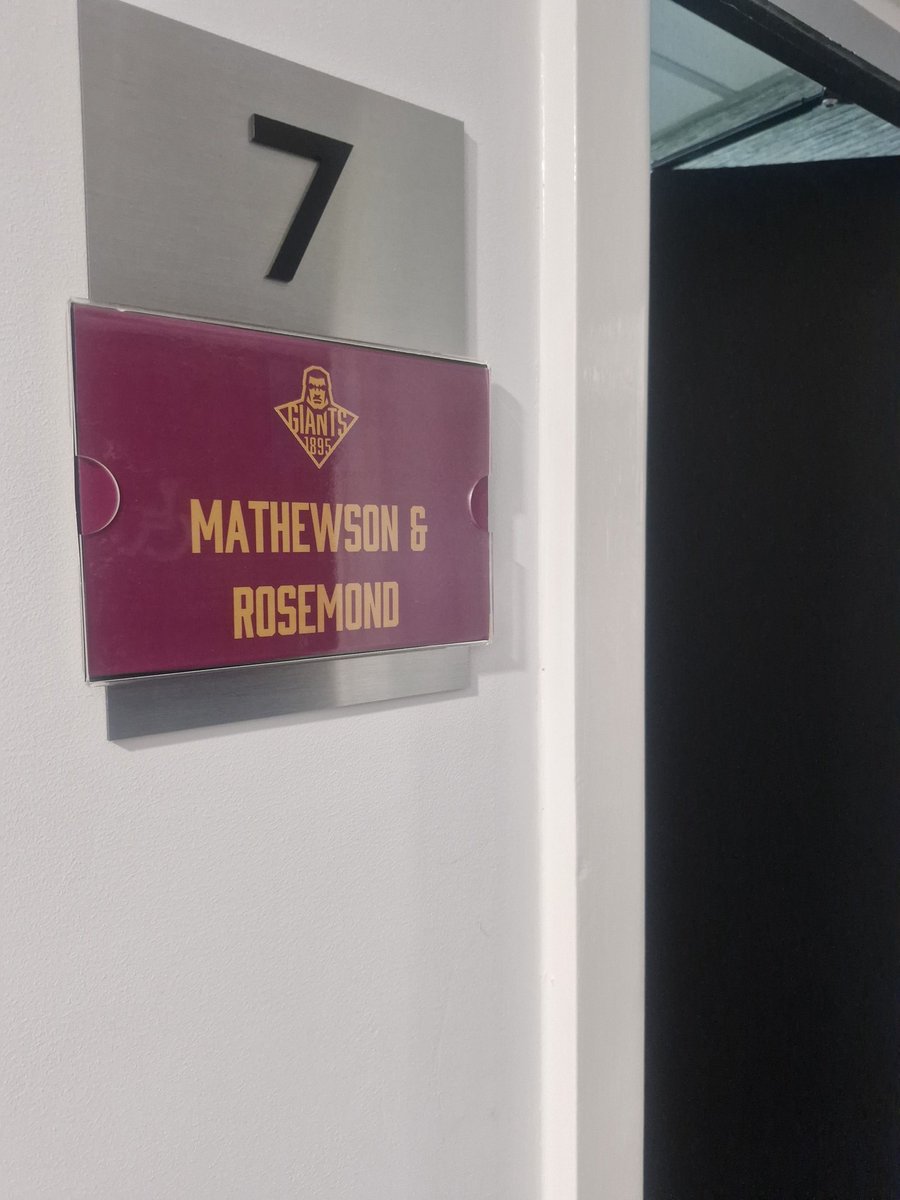 7
GIANTS
1895
MATHEWSON &
ROSEMOND